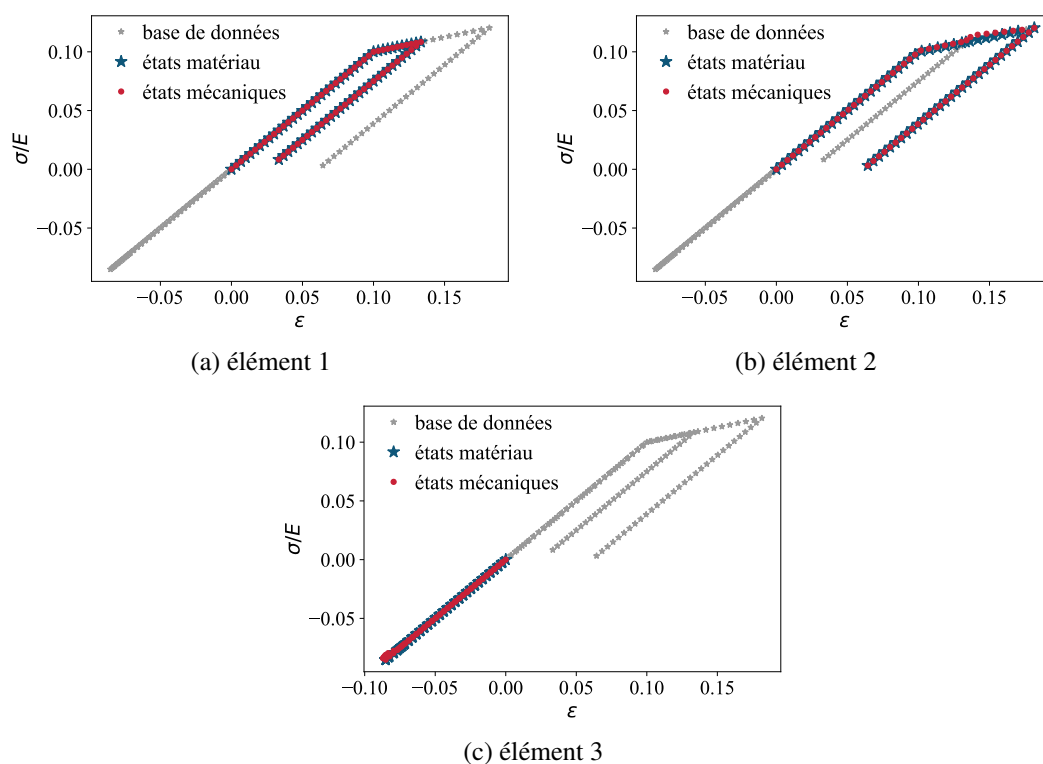 base de données
états matériau
états mécaniques
σ/E
0.10
0.05
0.00
−0.05
−0.05 0.00 0.05 0.10 0.15
ε
(a) élément 1
base de données
états matériau
états mécaniques
σ/E
0.10
0.05
0.00
−0.05
−0.05 0.00 0.05 0.10 0.15
ε
(b) élément 2
base de données
états matériau
états mécaniques
σ/E
0.10
0.05
0.00
−0.05
−0.10 −0.05 0.00 0.05 0.10 0.15
ε
(c) élément 3